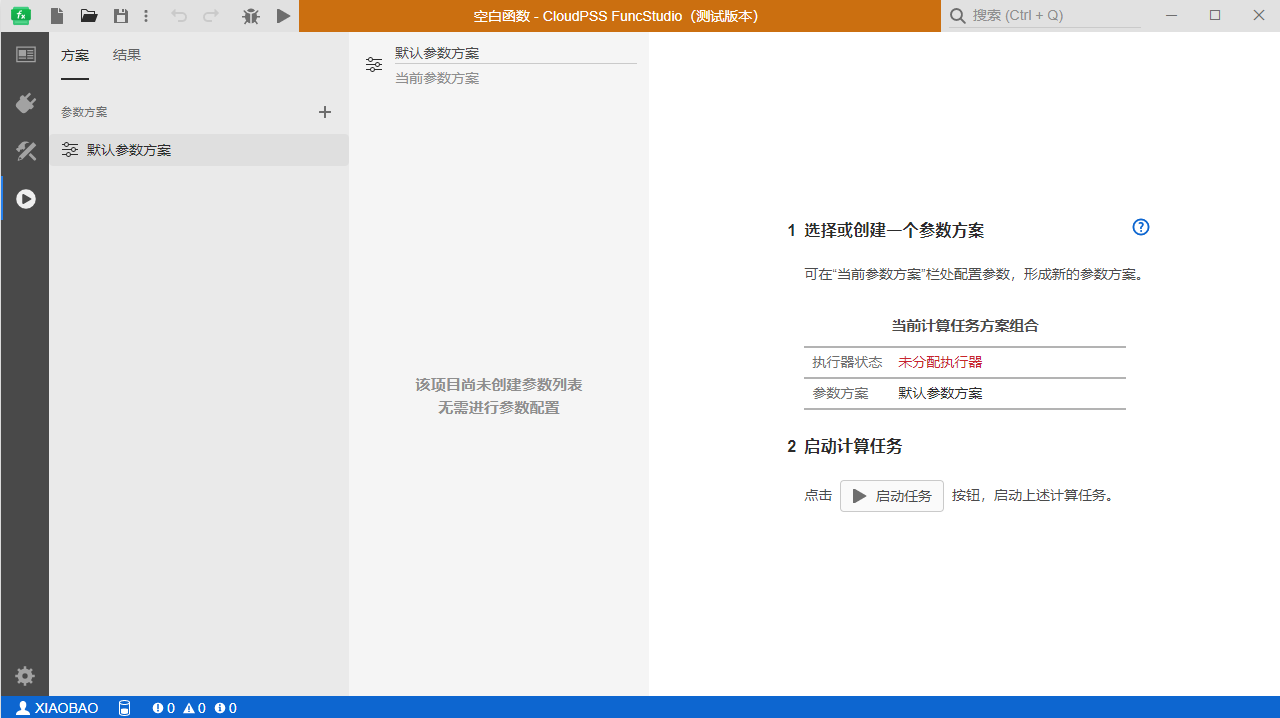 空白函数 - CloudPSS FuncStudio（测试版本）
搜索 (Ctrl + Q)
方案 结果
参数方案
默认参数方案
默认参数方案
当前参数方案
该项目尚未创建参数列表
无需进行参数配置
1 选择或创建一个参数方案
可在“当前参数方案”栏处配置参数，形成新的参数方案。
当前计算任务方案组合
执行器状态 未分配执行器
参数方案 默认参数方案
2 启动计算任务
点击 启动任务 按钮，启动上述计算任务。
XIAOBAO 0 0 0